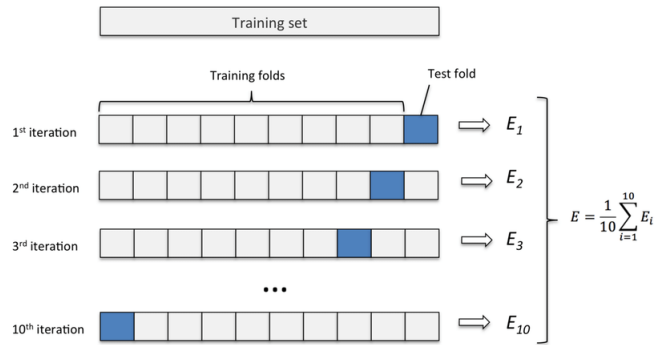 Training set
Training folds
Test fold
1st iteration
E1
2nd iteration
E2
3rd iteration
E3
E = 1/10 10∑i=1 Ei
...
10th iteration
E10